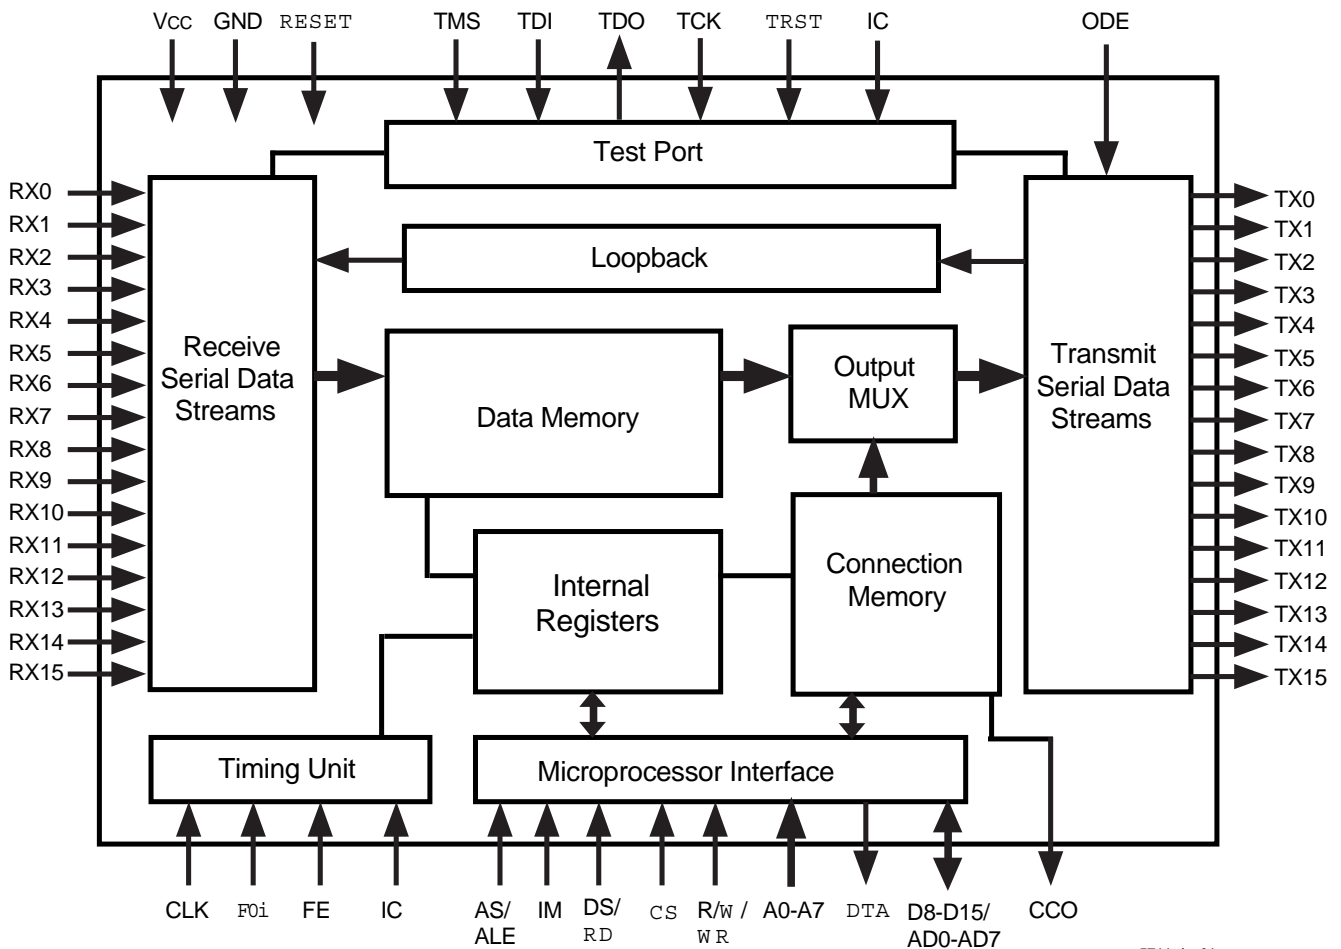 Vcc GND RESET TMS TDI TDO TCK TRST IC ODE
Test Port
RX0
RX1
RX2
RX3
RX4
RX5
RX6
RX7
RX8
RX9
RX10
RX11
RX12
RX13
RX14
RX15
Receive
Serial Data
Streams
Loopback
Data Memory
Output
MUX
Transmit
Serial Data
Streams
TX0
TX1
TX2
TX3
TX4
TX5
TX6
TX7
TX8
TX9
TX10
TX11
TX12
TX13
TX14
TX15
Internal
Registers
Connection
Memory
Timing Unit
Microprocessor Interface
CLK F0i FE IC
AS/
ALE
IM
DS/
RD
CS
R/W /
WR
A0-A7
DTA
D8-D15/
AD0-AD7
CCO